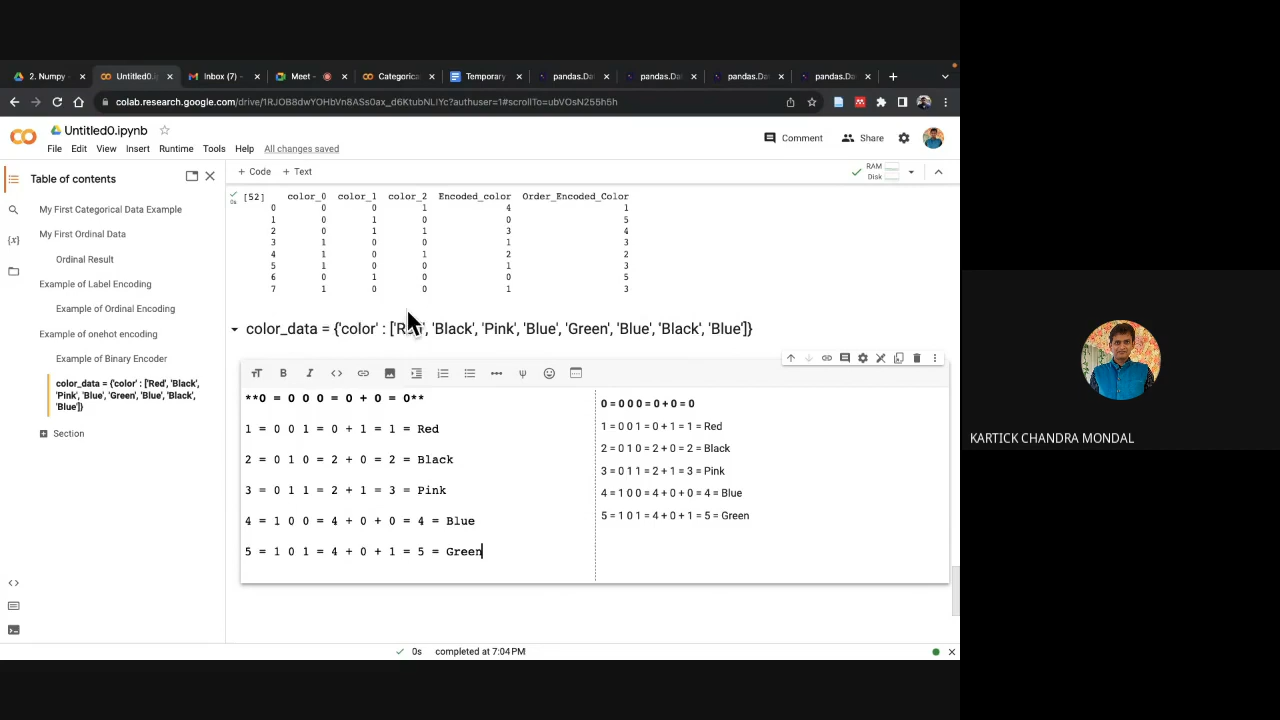 2. Numpy
Untitled0.i
Inbox (7) -
Meet -
Categorica
Temporary
pandas.Da
pandas.Da
pandas.Da
pandas.Da
colab.research.google.com/drive/1RJOB8dwYOHbVn8ASs0ax_d6KtubNLIYc?authuser=1#scrollTo=ubVOsN255h5h
Untitled0.ipynb
File Edit View Insert Runtime Tools Help All changes saved
Comment Share
Table of contents
+ Code + Text
RAM
Disk
My First Categorical Data Example
My First Ordinal Data
Ordinal Result
Example of Label Encoding
Example of Ordinal Encoding
Example of onehot encoding
Example of Binary Encoder
color_data = {'color' : ['Red', 'Black',
'Pink', 'Blue', 'Green', 'Blue', 'Black',
'Blue']}
Section
{x}
[52] color_0 color_1 color_2 Encoded_color Order_Encoded_Color
0s
0 0 0 1 4 1
1 0 1 0 0 5
2 0 1 1 3 4
3 1 0 0 1 3
4 1 0 1 2 2
5 1 0 0 1 3
6 0 1 0 0 5
7 1 0 0 1 3
color_data = {'color' : ['Red', 'Black', 'Pink', 'Blue', 'Green', 'Blue', 'Black', 'Blue']}
**0 = 0 0 0 = 0 + 0 = 0**
1 = 0 0 1 = 0 + 1 = 1 = Red
2 = 0 1 0 = 2 + 0 = 2 = Black
3 = 0 1 1 = 2 + 1 = 3 = Pink
4 = 1 0 0 = 4 + 0 + 0 = 4 = Blue
5 = 1 0 1 = 4 + 0 + 1 = 5 = Green
0 = 0 0 0 = 0 + 0 = 0
1 = 0 0 1 = 0 + 1 = 1 = Red
2 = 0 1 0 = 2 + 0 = 2 = Black
3 = 0 1 1 = 2 + 1 = 3 = Pink
4 = 1 0 0 = 4 + 0 + 0 = 4 = Blue
5 = 1 0 1 = 4 + 0 + 1 = 5 = Green
0s completed at 7:04 PM
KARTICK CHANDRA MONDAL